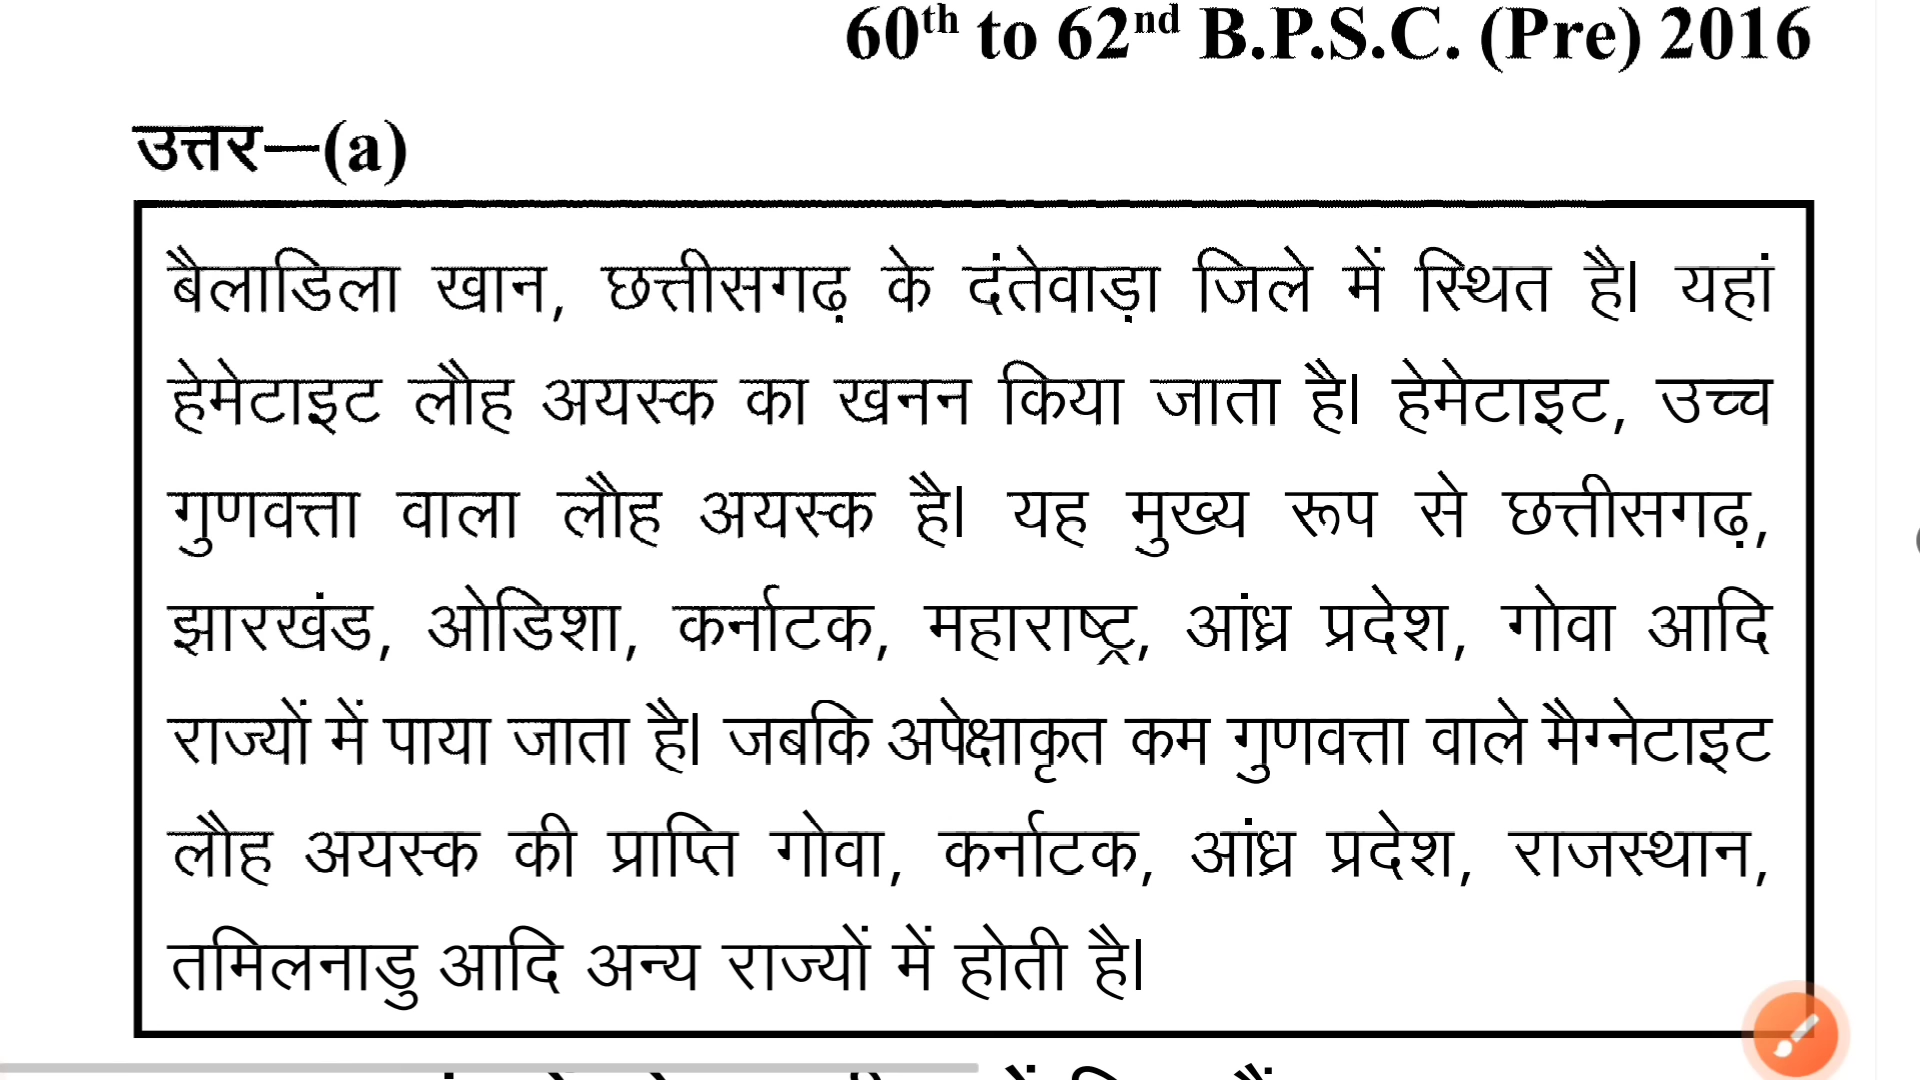 60th to 62nd B.P.S.C. (Pre) 2016
उत्तर—(a)
बैलाडिला खान, छत्तीसगढ़ के दंतेवाड़ा जिले में स्थित है। यहां
हेमेटाइट लौह अयस्क का खनन किया जाता है। हेमेटाइट, उच्च
गुणवत्ता वाला लौह अयस्क है। यह मुख्य रूप से छत्तीसगढ़,
झारखंड, ओडिशा, कर्नाटक, महाराष्ट्र, आंध्र प्रदेश, गोवा आदि
राज्यों में पाया जाता है। जबकि अपेक्षाकृत कम गुणवत्ता वाले मैग्नेटाइट
लौह अयस्क की प्राप्ति गोवा, कर्नाटक, आंध्र प्रदेश, राजस्थान,
तमिलनाडु आदि अन्य राज्यों में होती है।